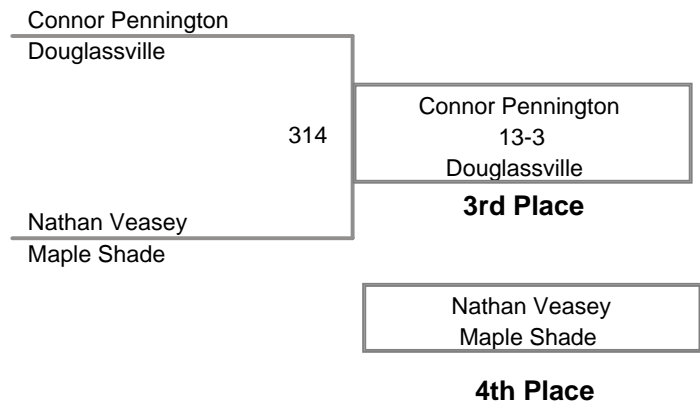 Connor Pennington
Douglassville
314
Connor Pennington
13-3
Douglassville
3rd Place
Nathan Veasey
Maple Shade
Nathan Veasey
Maple Shade
4th Place